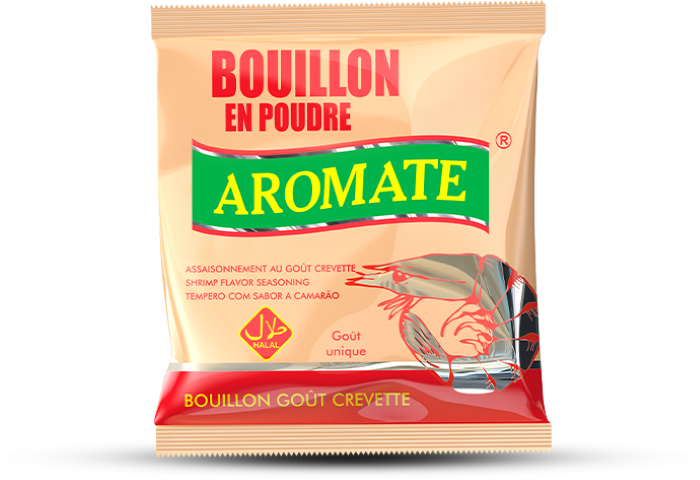 BOUILLON
EN POUDRE
®
AROMATE
ASSAISONNEMENT AU GOÛT CREVETTE
SHRIMP FLAVOR SEASONING
TEMPERO COM SABOR A CAMARÃO
حلال
HALAL
Goût
unique
BOUILLON GOÛT CREVETTE